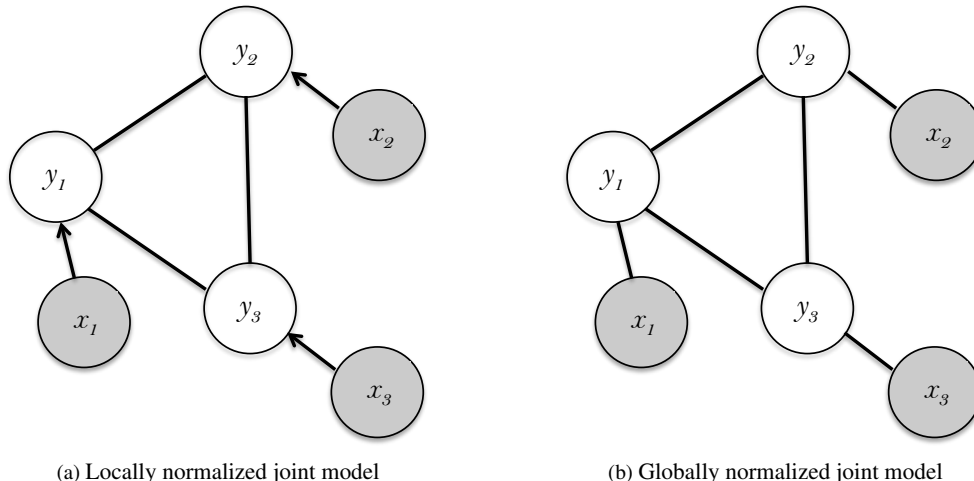 y2
x2
y1
x1
y3
x3
y2
x2
y1
x1
y3
x3
(a) Locally normalized joint model
(b) Globally normalized joint model